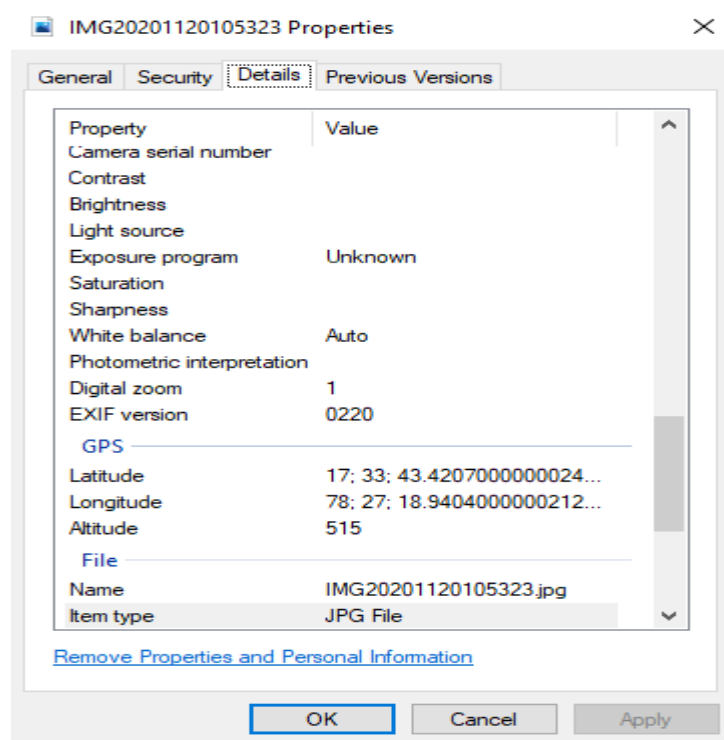 IMG20201120105323 Properties
General Security Details Previous Versions
Property Value
Camera serial number
Contrast
Brightness
Light source
Exposure program Unknown
Saturation
Sharpness
White balance Auto
Photometric interpretation
Digital zoom 1
EXIF version 0220
GPS
Latitude 17; 33; 43.4207000000024...
Longitude 78; 27; 18.9404000000212...
Altitude 515
File
Name IMG20201120105323.jpg
Item type JPG File
Remove Properties and Personal Information
OK Cancel Apply